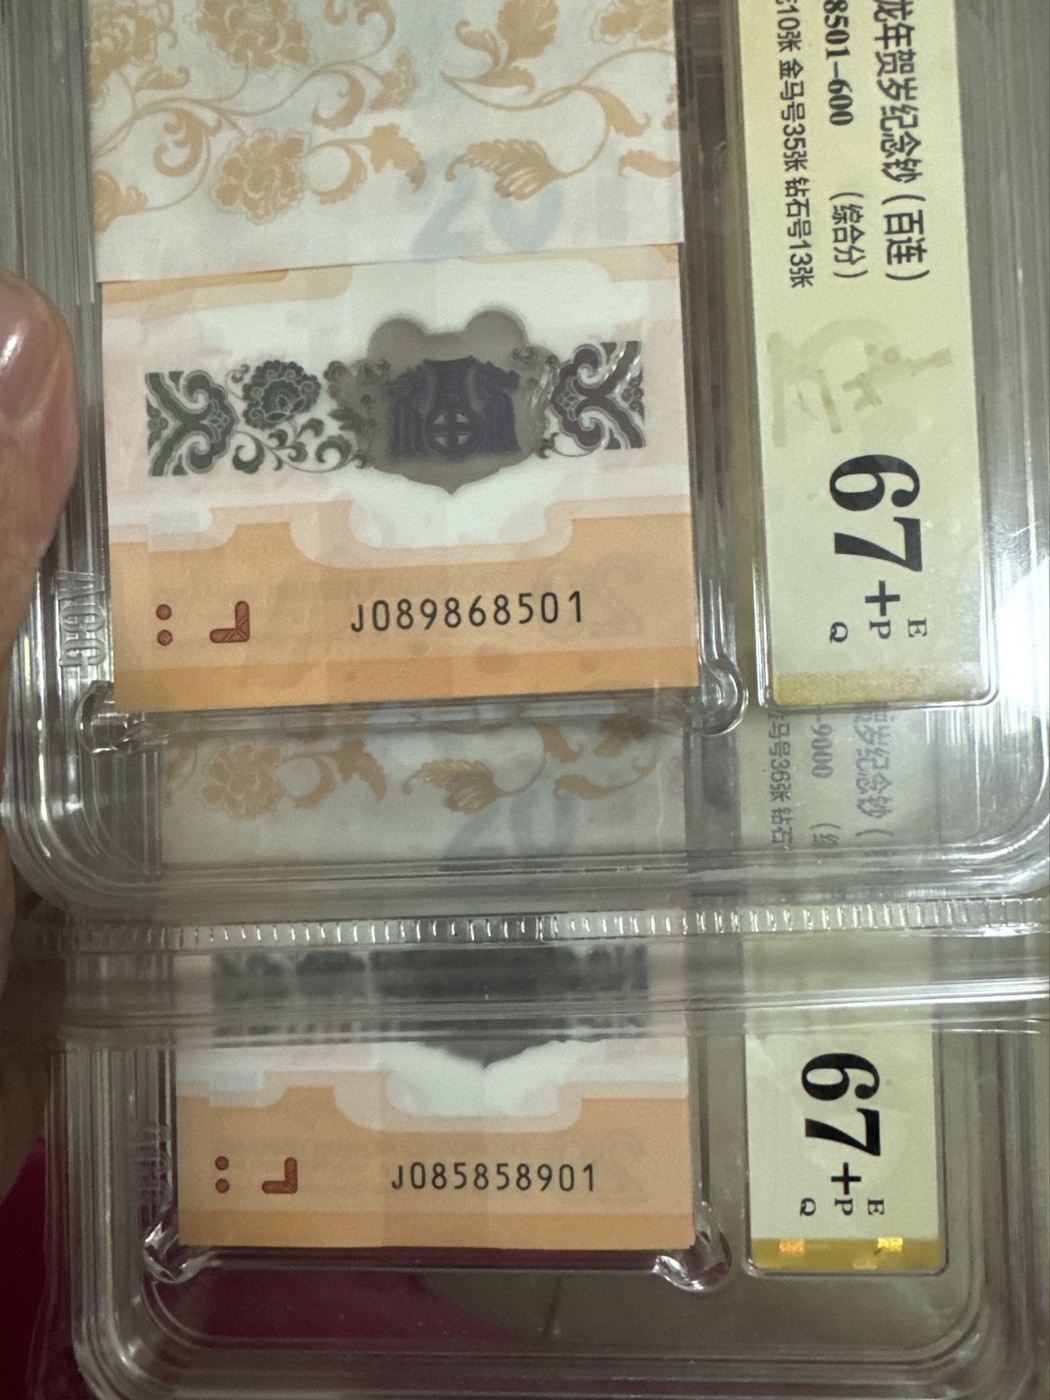 龙年贺岁纪念钞（百连）
8501-600 （综合分）
10张 金马号35张 钻石号13张
67+
E
P
Q
J089868501
贺岁纪念钞（
-9000
马号36张 钻石
20
67+
E
P
Q
J085858901